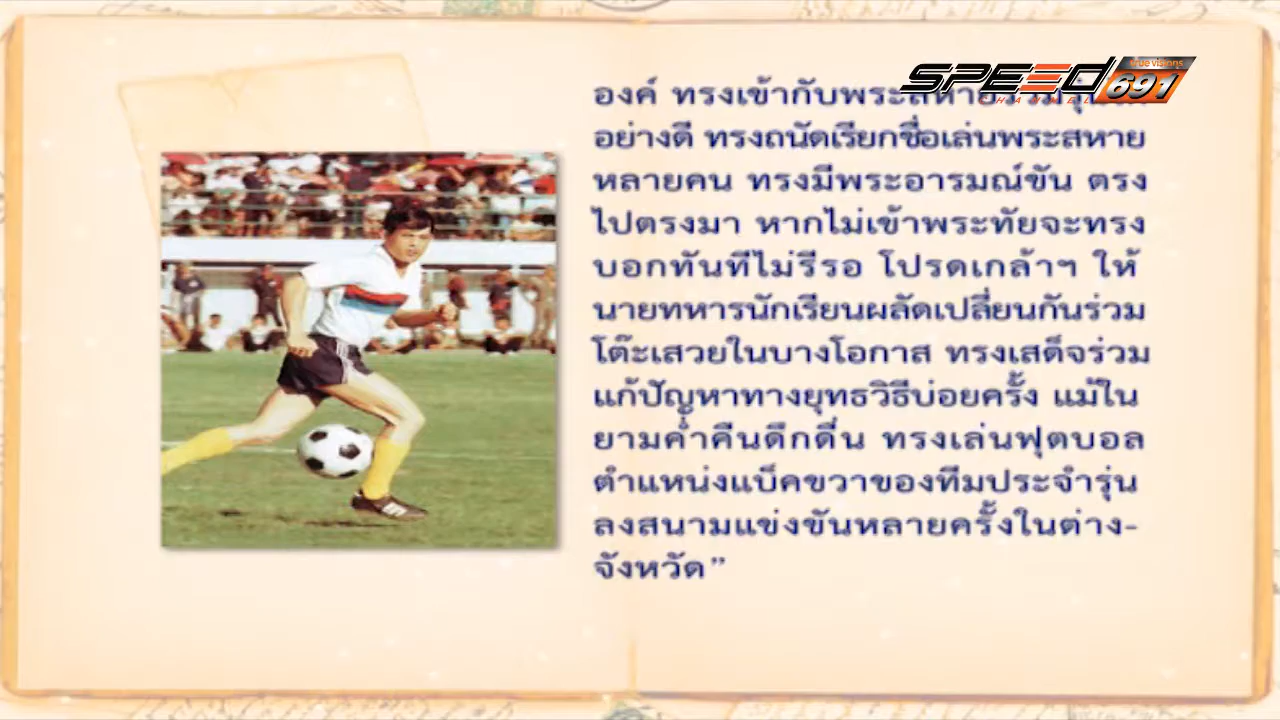 SPEED
CHANNEL
true visions
691
องค์ ทรงเข้ากับพระสหายร่วม
อย่างดี ทรงถนัดเรียกชื่อเล่นพระสหาย
หลายคน ทรงมีพระอารมณ์ขัน ตรง
ไปตรงมา หากไม่เข้าพระทัยจะทรง
บอกทันทีไม่รีรอ โปรดเกล้าฯ ให้
นายทหารนักเรียนผลัดเปลี่ยนกันร่วม
โต๊ะเสวยในบางโอกาส ทรงเสด็จร่วม
แก้ปัญหาทางยุทธวิธีบ่อยครั้ง แม้ใน
ยามค่ำคืนดึกดื่น ทรงเล่นฟุตบอล
ตำแหน่งแบ็คขวาของทีมประจำรุ่น
ลงสนามแข่งขันหลายครั้งในต่าง-
จังหวัด”